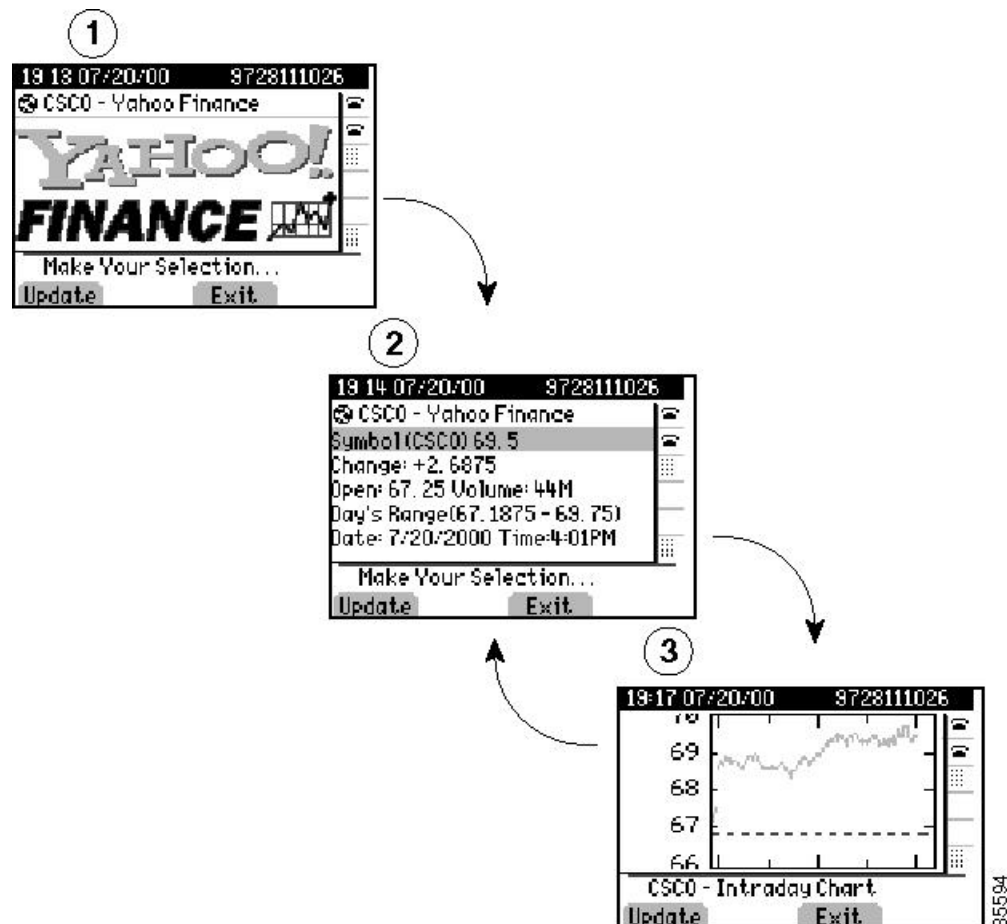 1
19 13 07/20/00 9728111026
CSCO - Yahoo Finance
YAHOO!
FINANCE
Make Your Selection...
Update Exit
2
19 14 07/20/00 9728111026
CSCO - Yahoo Finance
Symbol(CSCO) 69.5
Change: +2.6875
Open: 67.25 Volume: 44M
Day's Range(67.1875 - 69.75)
Date: 7/20/2000 Time:4:01PM
Make Your Selection...
Update Exit
3
19:17 07/20/00 9728111026
70
69
68
67
66
CSCO - Intraday Chart
Update Exit
85594